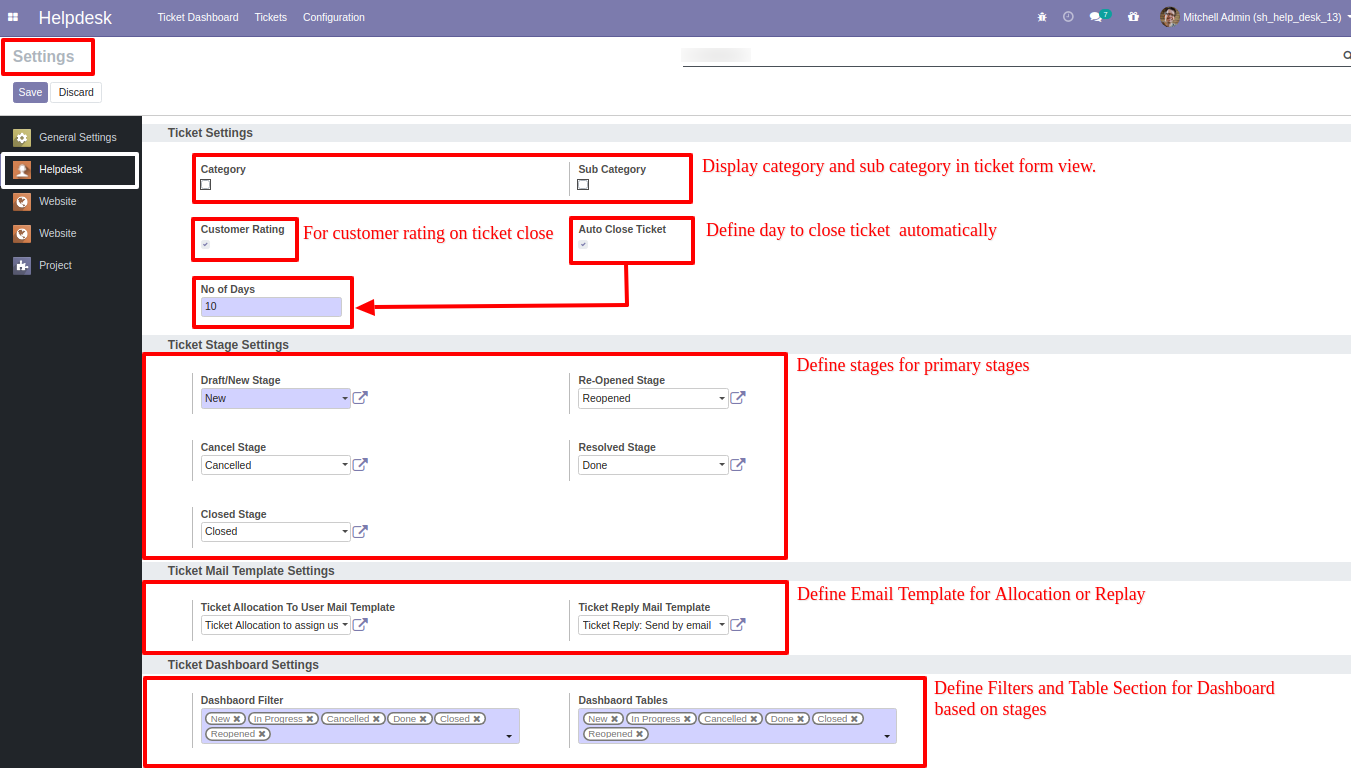 Helpdesk Ticket Dashboard Tickets Configuration 7 Mitchell Admin (sh_help_desk_13)
Settings
Save Discard
General Settings
Helpdesk
Website
Website
Project
Ticket Settings
Category Sub Category
Display category and sub category in ticket form view.
Customer Rating
For customer rating on ticket close
Auto Close Ticket
Define day to close ticket automatically
No of Days
10
Ticket Stage Settings
Define stages for primary stages
Draft/New Stage Re-Opened Stage
New Reopened
Cancel Stage Resolved Stage
Cancelled Done
Closed Stage
Closed
Ticket Mail Template Settings
Define Email Template for Allocation or Replay
Ticket Allocation To User Mail Template Ticket Reply Mail Template
Ticket Allocation to assign us Ticket Reply: Send by email
Ticket Dashboard Settings
Define Filters and Table Section for Dashboard
based on stages
Dashbaord Filter Dashbaord Tables
New In Progress Cancelled Done Closed New In Progress Cancelled Done Closed
Reopened Reopened